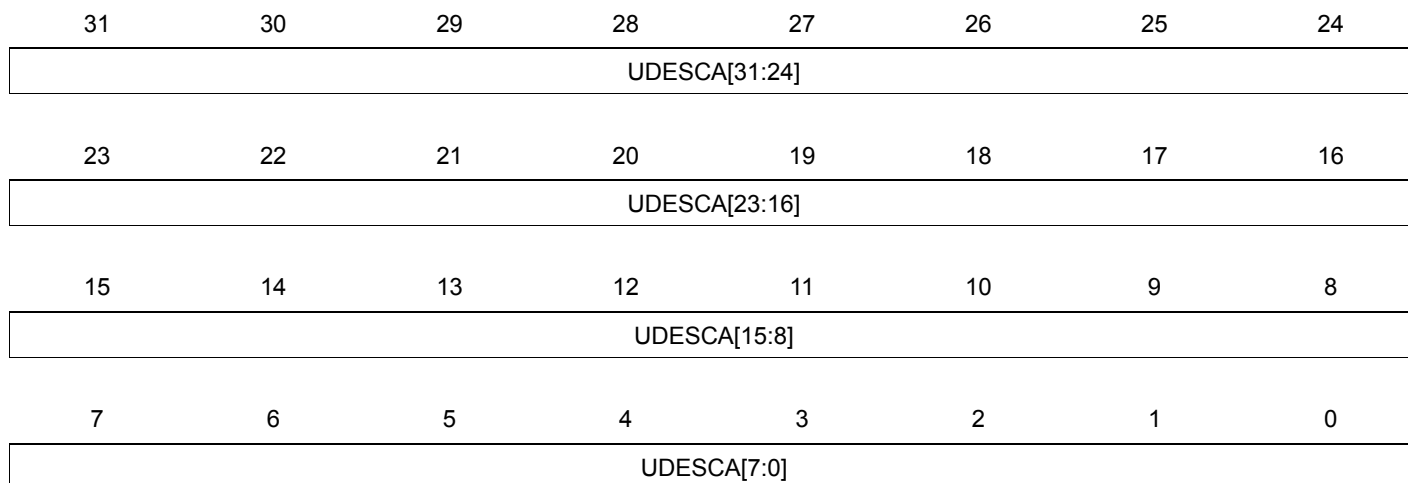 31 30 29 28 27 26 25 24
UDESCA[31:24]
23 22 21 20 19 18 17 16
UDESCA[23:16]
15 14 13 12 11 10 9 8
UDESCA[15:8]
7 6 5 4 3 2 1 0
UDESCA[7:0]